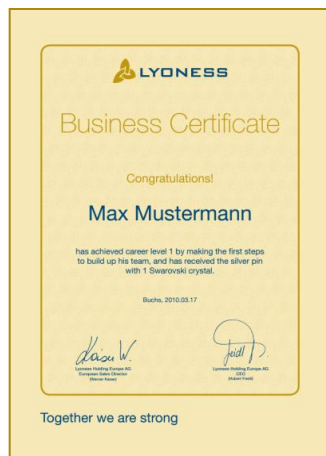 LYONESS
Business Certificate
Congratulations!
Max Mustermann
has achieved career level 1 by making the first steps
to build up his team, and has received the silver pin
with 1 Swarovski crystal.
Buchs, 2010.03.17
Kaiser W.
Lyoness Holding Europe AG
Lyoness Holding Europe AG
European Sales Director
CEO
(Werner Kaiser)
Together we are strong